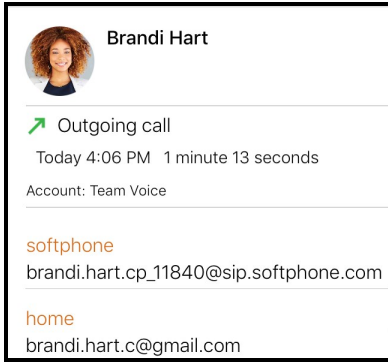 Brandi Hart
Outgoing call
Today 4:06 PM 1 minute 13 seconds
Account: Team Voice
softphone
brandi.hart.cp_11840@sip.softphone.com
home
brandi.hart.c@gmail.com